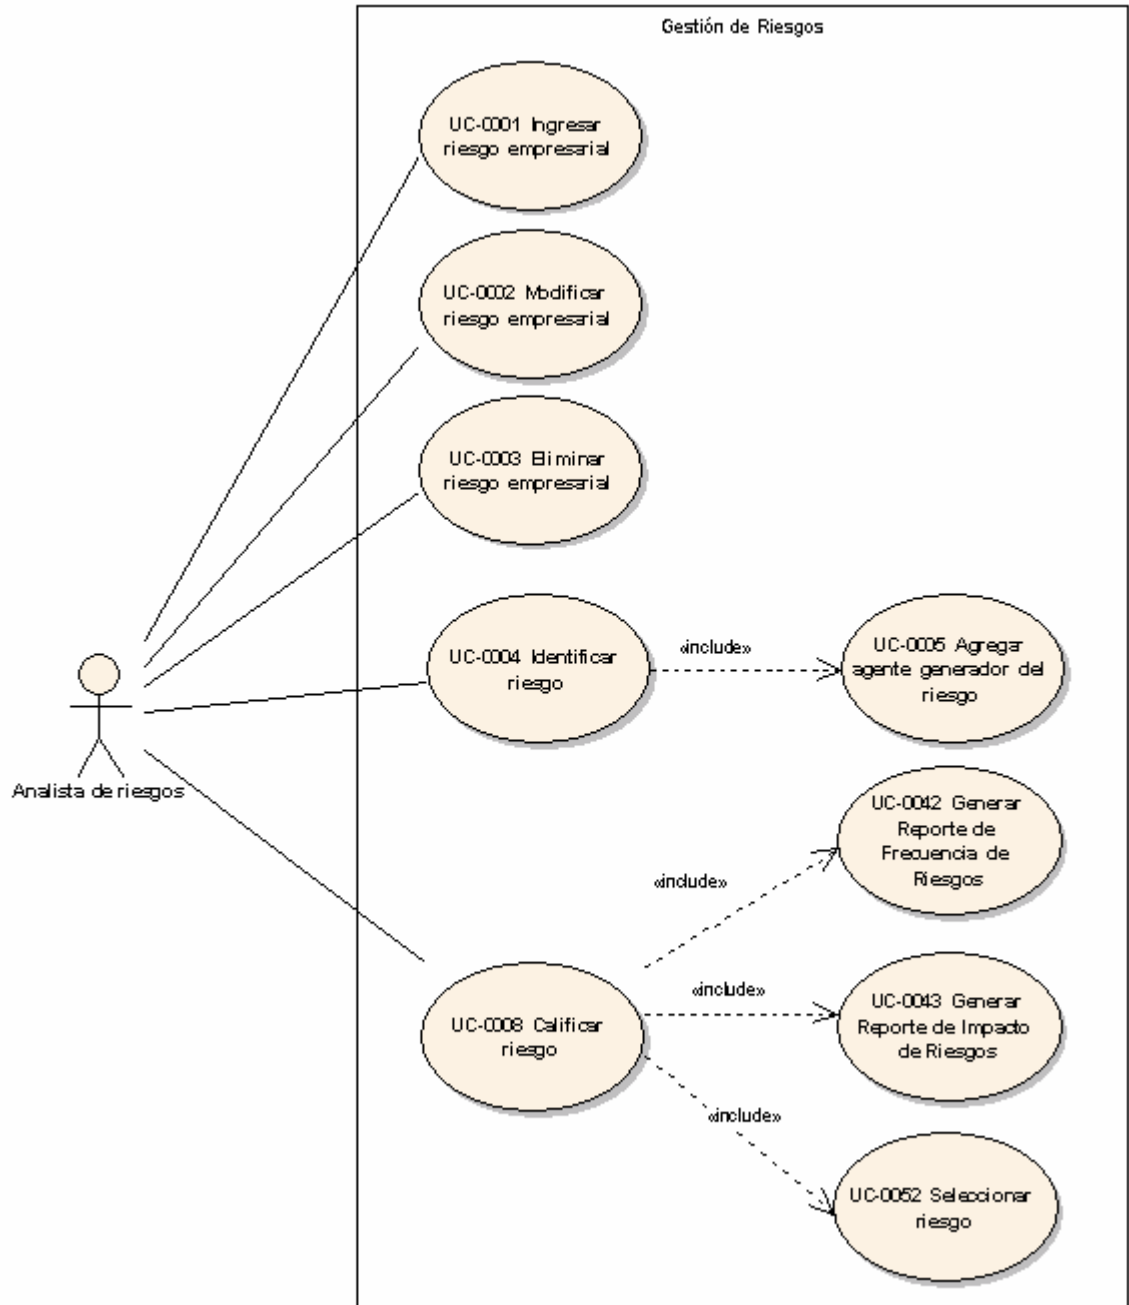 Gestión de Riesgos
UC-0001 Ingresar
riesgo empresarial
UC-0002 Modificar
riesgo empresarial
UC-0003 Eliminar
riesgo empresarial
UC-0004 Identificar
riesgo
«include»
UC-0005 Agregar
agente generador del
riesgo
Analista de riesgos
UC-0042 Generar
Reporte de
Frecuencia de
Riesgos
«include»
UC-0008 Calificar
riesgo
«include»
UC-0043 Generar
Reporte de Impacto
de Riesgos
«include»
UC-0052 Seleccionar
riesgo